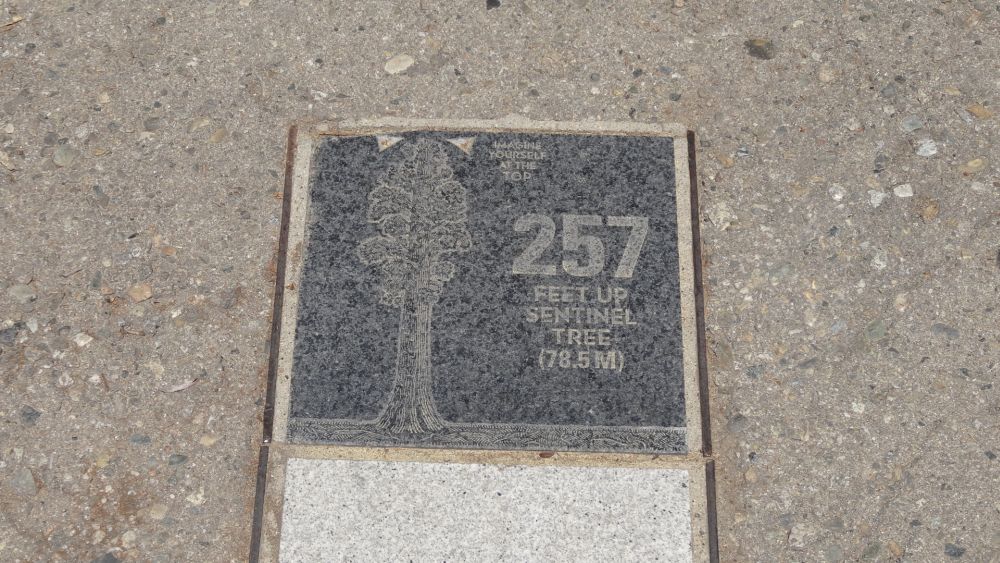 IMAGINE
YOURSELF
AT THE
TOP
257
FEET UP
SENTINEL
TREE
(78.5 M)